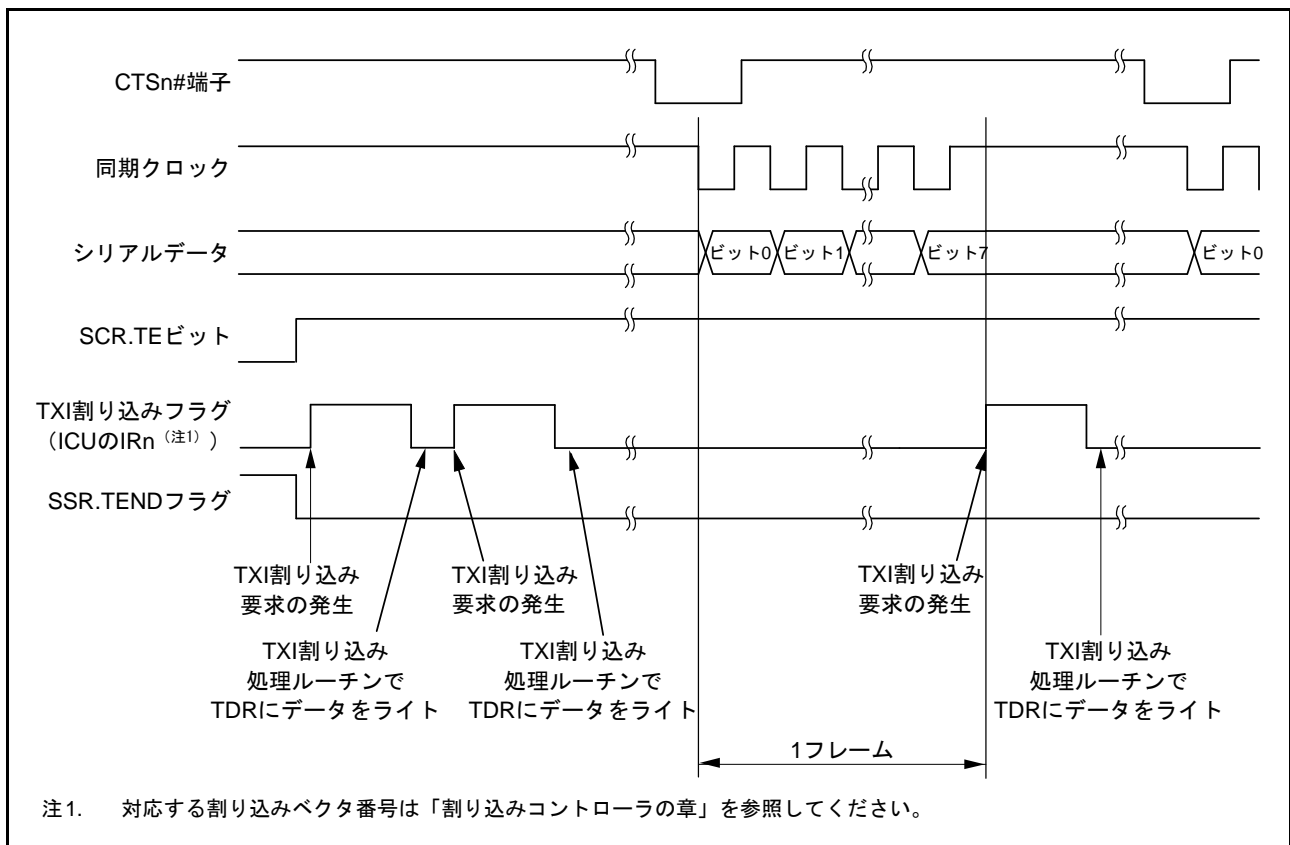 CTSn#端子
同期クロック
シリアルデータ
ビット0 ビット1 ビット7 ビット0
SCR.TEビット
TXI割り込みフラグ
（ICUのIRn（注1））
SSR.TENDフラグ
TXI割り込み
要求の発生
TXI割り込み
要求の発生
TXI割り込み
要求の発生
TXI割り込み
処理ルーチンで
TDRにデータをライト
TXI割り込み
処理ルーチンで
TDRにデータをライト
TXI割り込み
処理ルーチンで
TDRにデータをライト
1フレーム
注1. 対応する割り込みベクタ番号は「割り込みコントローラの章」を参照してください。